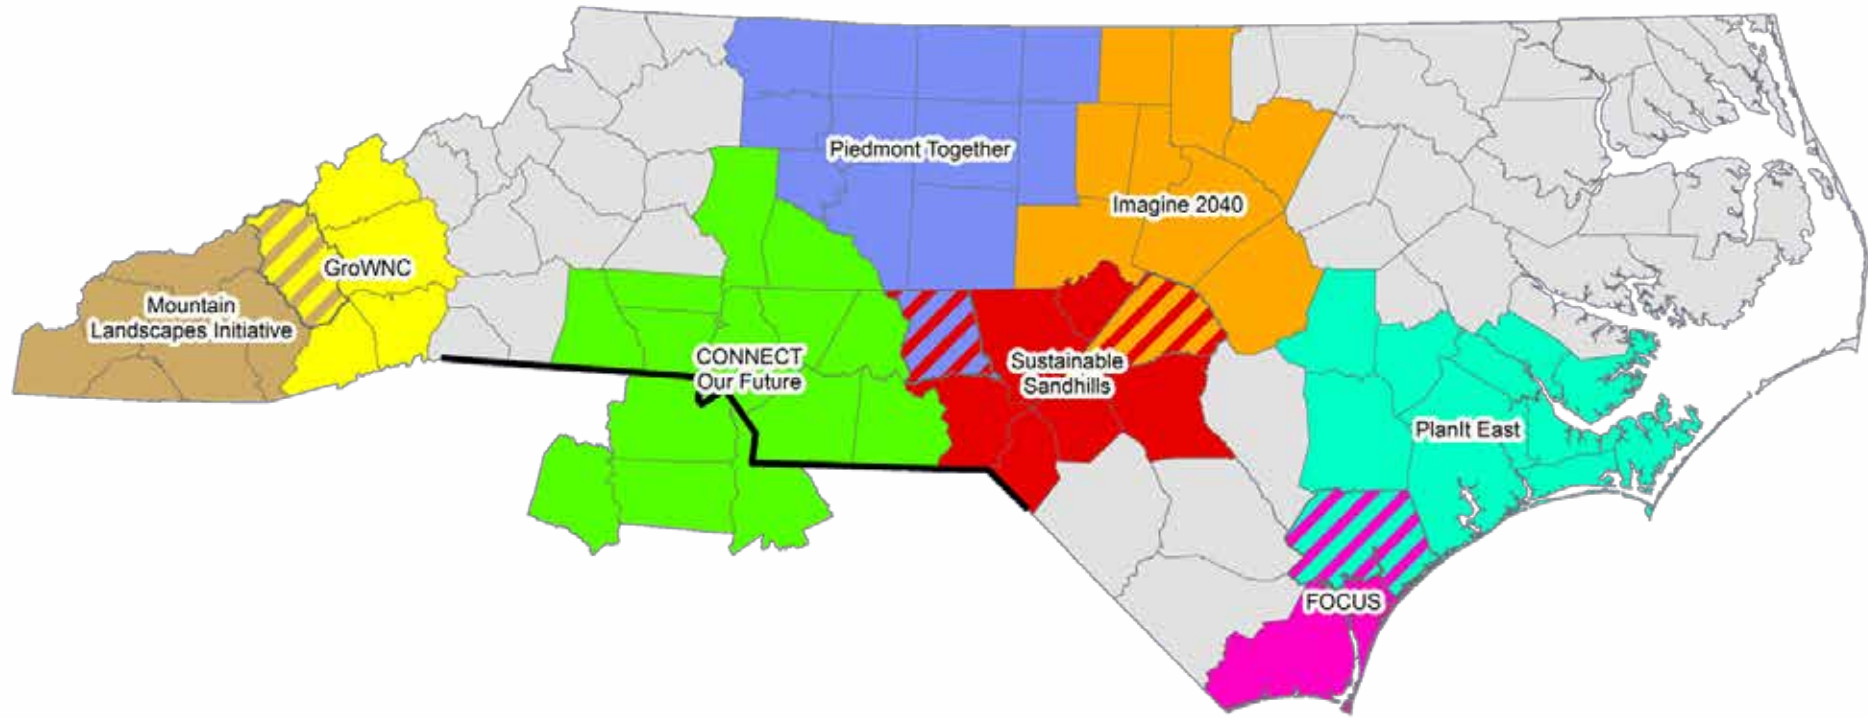 Piedmont Together
Imagine 2040
GroWNC
Mountain
Landscapes Initiative
CONNECT
Our Future
Sustainable
Sandhills
PlanIt East
FOCUS